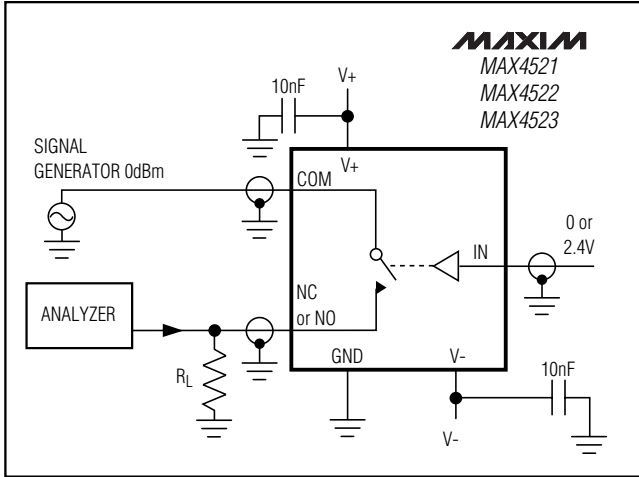 MAXIM
MAX4521
MAX4522
MAX4523
V+
10nF
SIGNAL
GENERATOR 0dBm
V+
COM
0 or
2.4V
IN
NC
or NO
ANALYZER
GND
V-
10nF
RL
V-